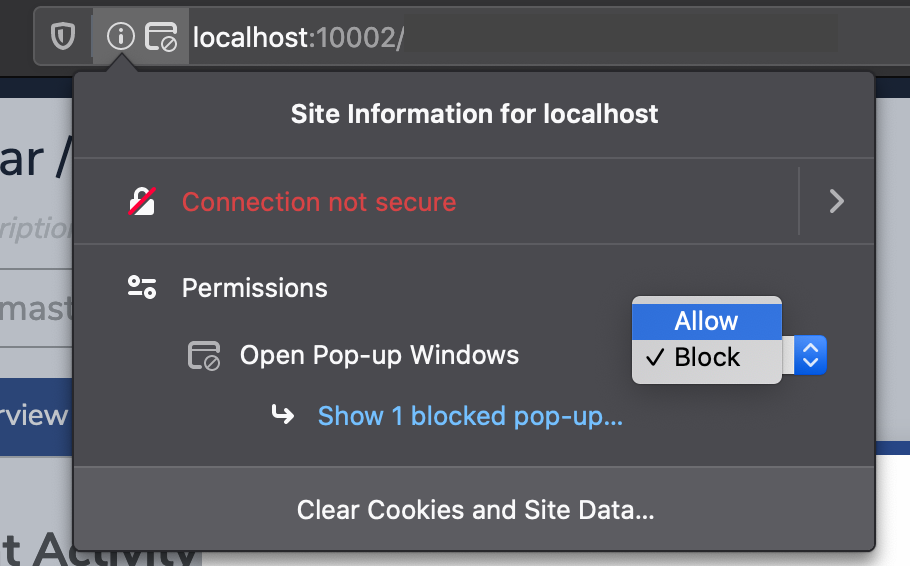 localhost:10002/
Site Information for localhost
ar /
Connection not secure
Permissions
mast
Allow
Open Pop-up Windows
✓ Block
rview
Show 1 blocked pop-up...
Clear Cookies and Site Data...
t Activity